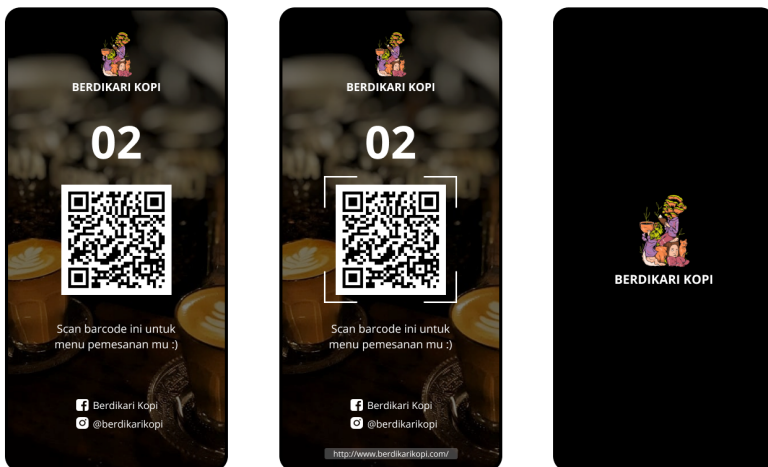 BERDIKARI KOPI
02
Scan barcode ini untuk
menu pemesanan mu :)
Berdikari Kopi
@berdikarikopi
BERDIKARI KOPI
02
Scan barcode ini untuk
menu pemesanan mu :)
Berdikari Kopi
@berdikarikopi
http://www.berdikarikopi.com/
BERDIKARI KOPI